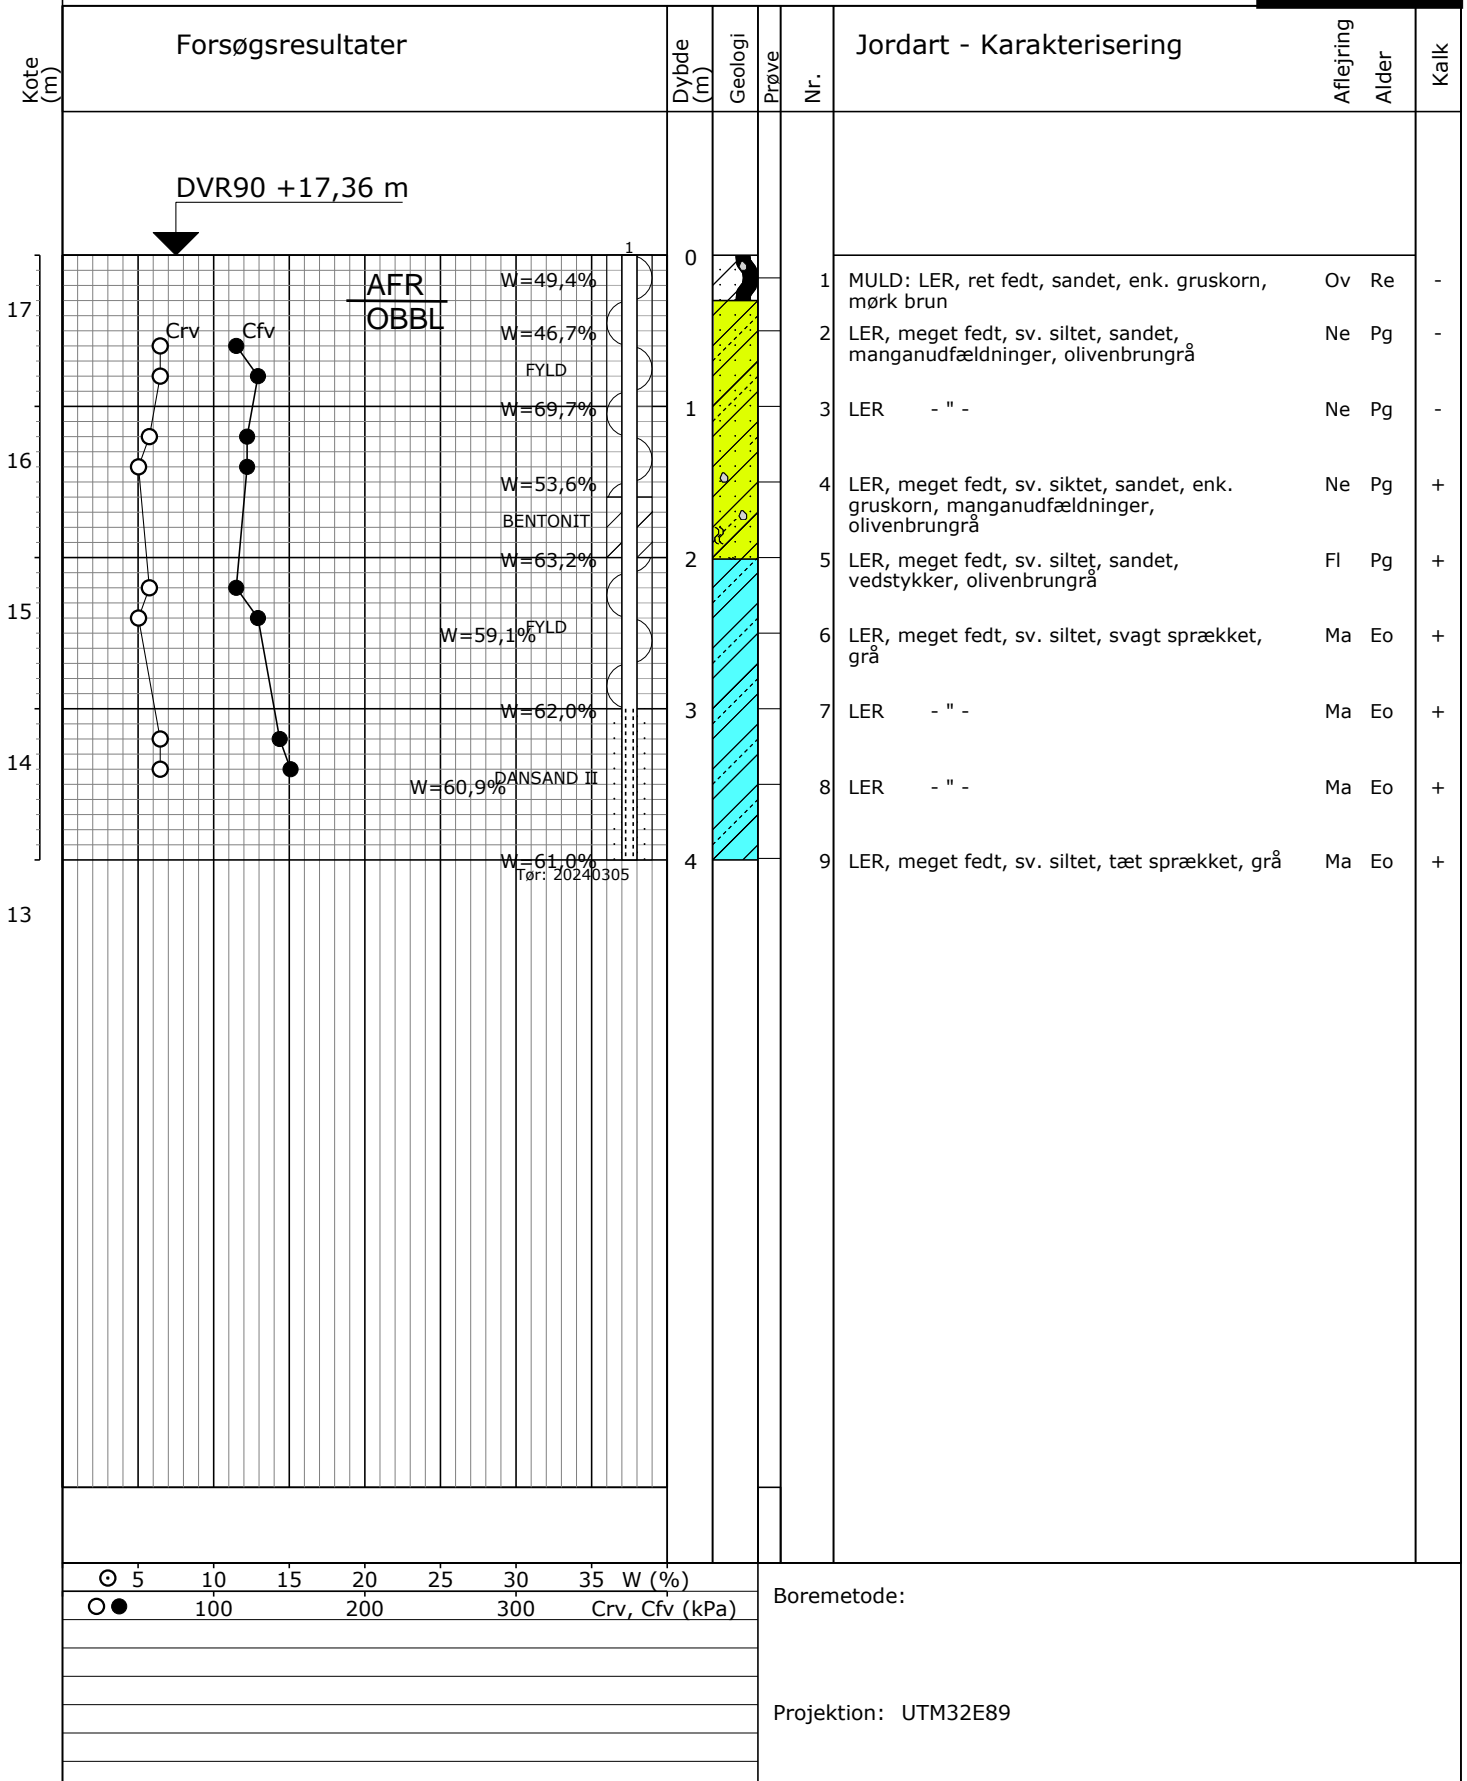 Kote
(m)
Forsøgsresultater
Dybde
(m)
Geologi
Prøve
Nr.
Jordart - Karakterisering
Aflejring
Alder
Kalk
DVR90 +17,36 m
1
0
AFR
OBBL
W=49,4%
1 MULD: LER, ret fedt, sandet, enk. gruskorn, Ov Re -
mørk brun
17
Crv Cfv
W=46,7%
2 LER, meget fedt, sv. siltet, sandet, Ne Pg -
manganudfældninger, olivenbrungrå
FYLD
W=69,7% 1 3 LER - " - Ne Pg -
16
W=53,6% 4 LER, meget fedt, sv. siktet, sandet, enk. Ne Pg +
gruskorn, manganudfældninger,
olivenbrungrå
BENTONIT
W=63,2% 2 5 LER, meget fedt, sv. siltet, sandet, Fl Pg +
vedstykker, olivenbrungrå
15
FYLD
W=59,1% 6 LER, meget fedt, sv. siltet, svagt sprækket, Ma Eo +
grå
W=62,0% 3 7 LER - " - Ma Eo +
14
DANSAND II
W=60,9% 8 LER - " - Ma Eo +
W=61,0% 4 9 LER, meget fedt, sv. siltet, tæt sprækket, grå Ma Eo +
Tør: 20240305
13
5 10 15 20 25 30 35 W (%)
100 200 300 Crv, Cfv (kPa)
Boremetode:
Projektion: UTM32E89